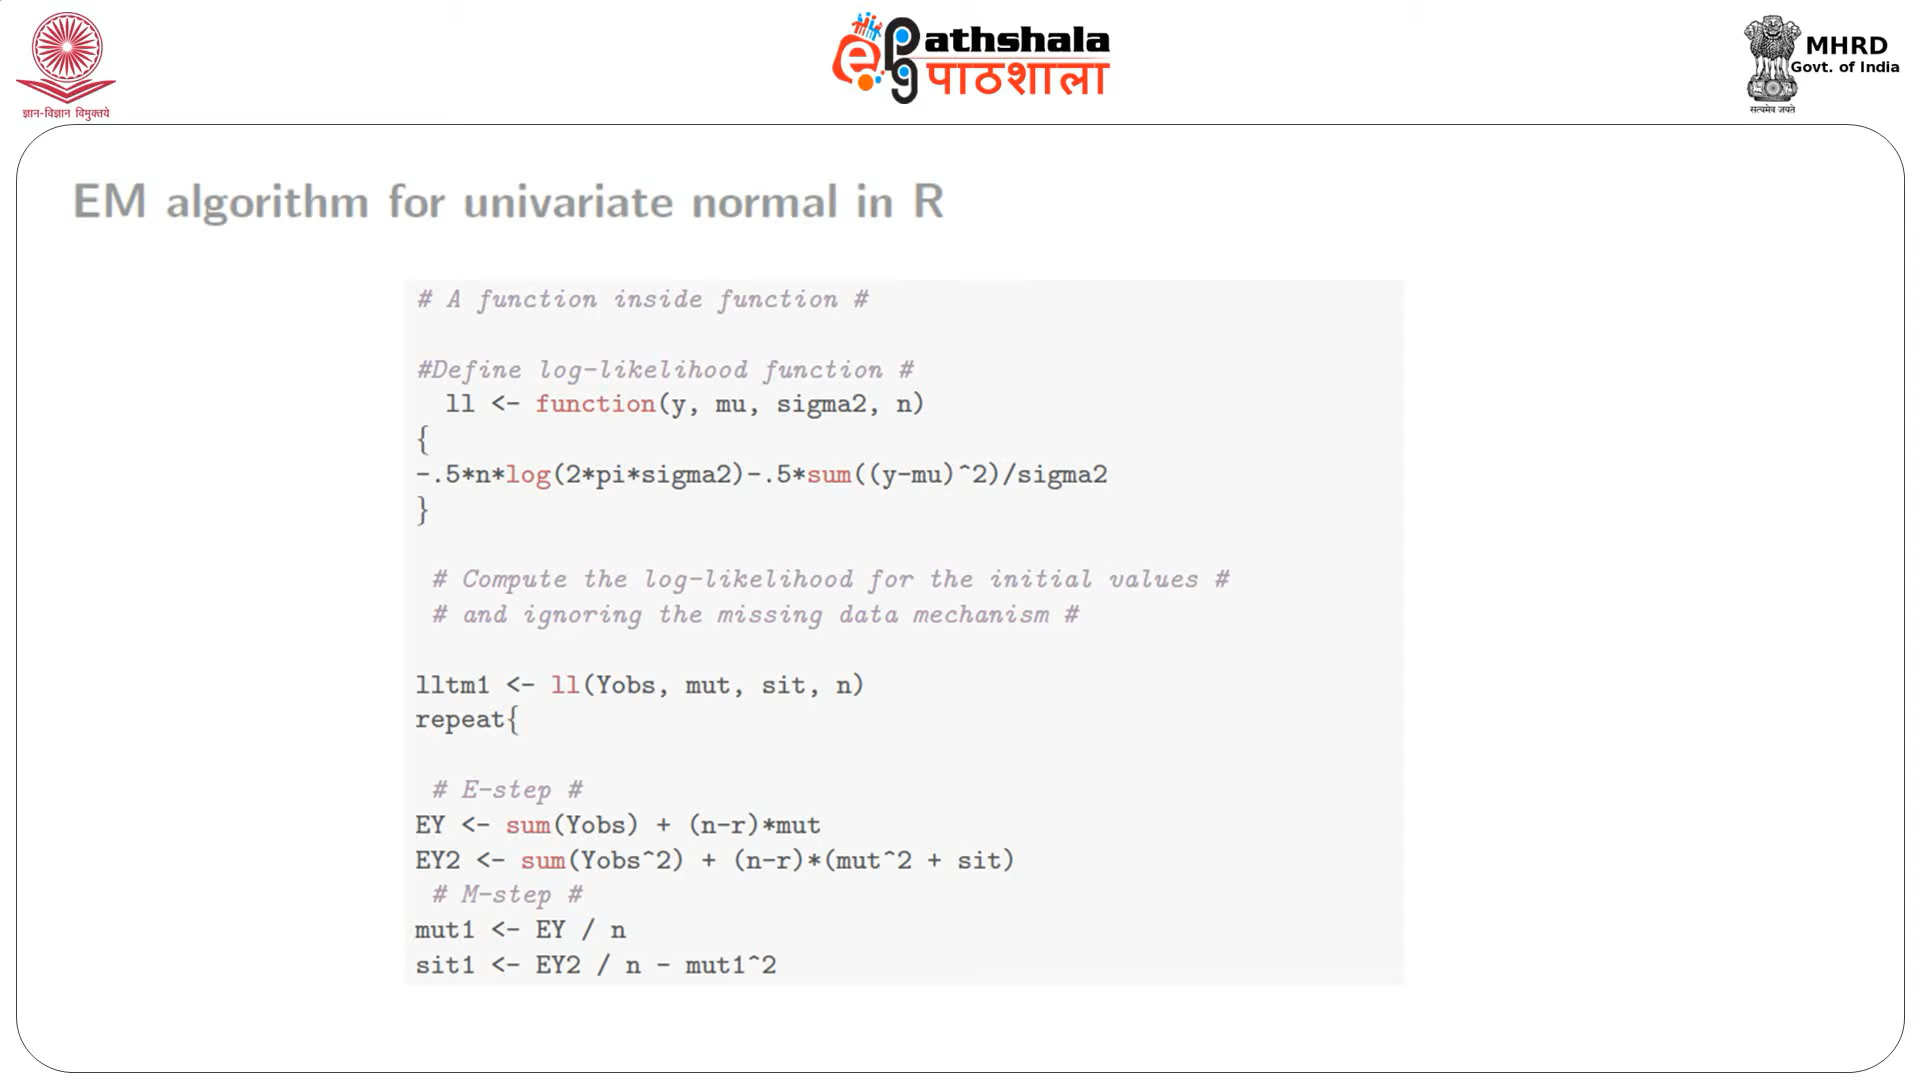 ज्ञान-विज्ञान विमुक्तये
ePathshala
पाठशाला
MHRD
Govt. of India
सत्यमेव जयते
EM algorithm for univariate normal in R
# A function inside function #
#Define log-likelihood function #
ll <- function(y, mu, sigma2, n)
{
-.5*n*log(2*pi*sigma2)-.5*sum((y-mu)^2)/sigma2
}
# Compute the log-likelihood for the initial values #
# and ignoring the missing data mechanism #
lltm1 <- ll(Yobs, mut, sit, n)
repeat{
# E-step #
EY <- sum(Yobs) + (n-r)*mut
EY2 <- sum(Yobs^2) + (n-r)*(mut^2 + sit)
# M-step #
mut1 <- EY / n
sit1 <- EY2 / n - mut1^2